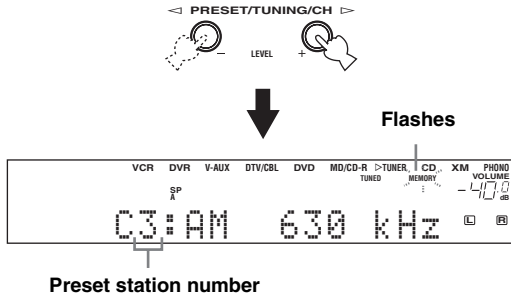 ◁ PRESET/TUNING/CH ▷
– LEVEL +
Flashes
VCR DVR V-AUX DTV/CBL DVD MD/CD-R ▷TUNER CD XM PHONO
TUNED MEMORY VOLUME
SP
A
-40.0 dB
C3:AM 630 kHz L R
Preset station number